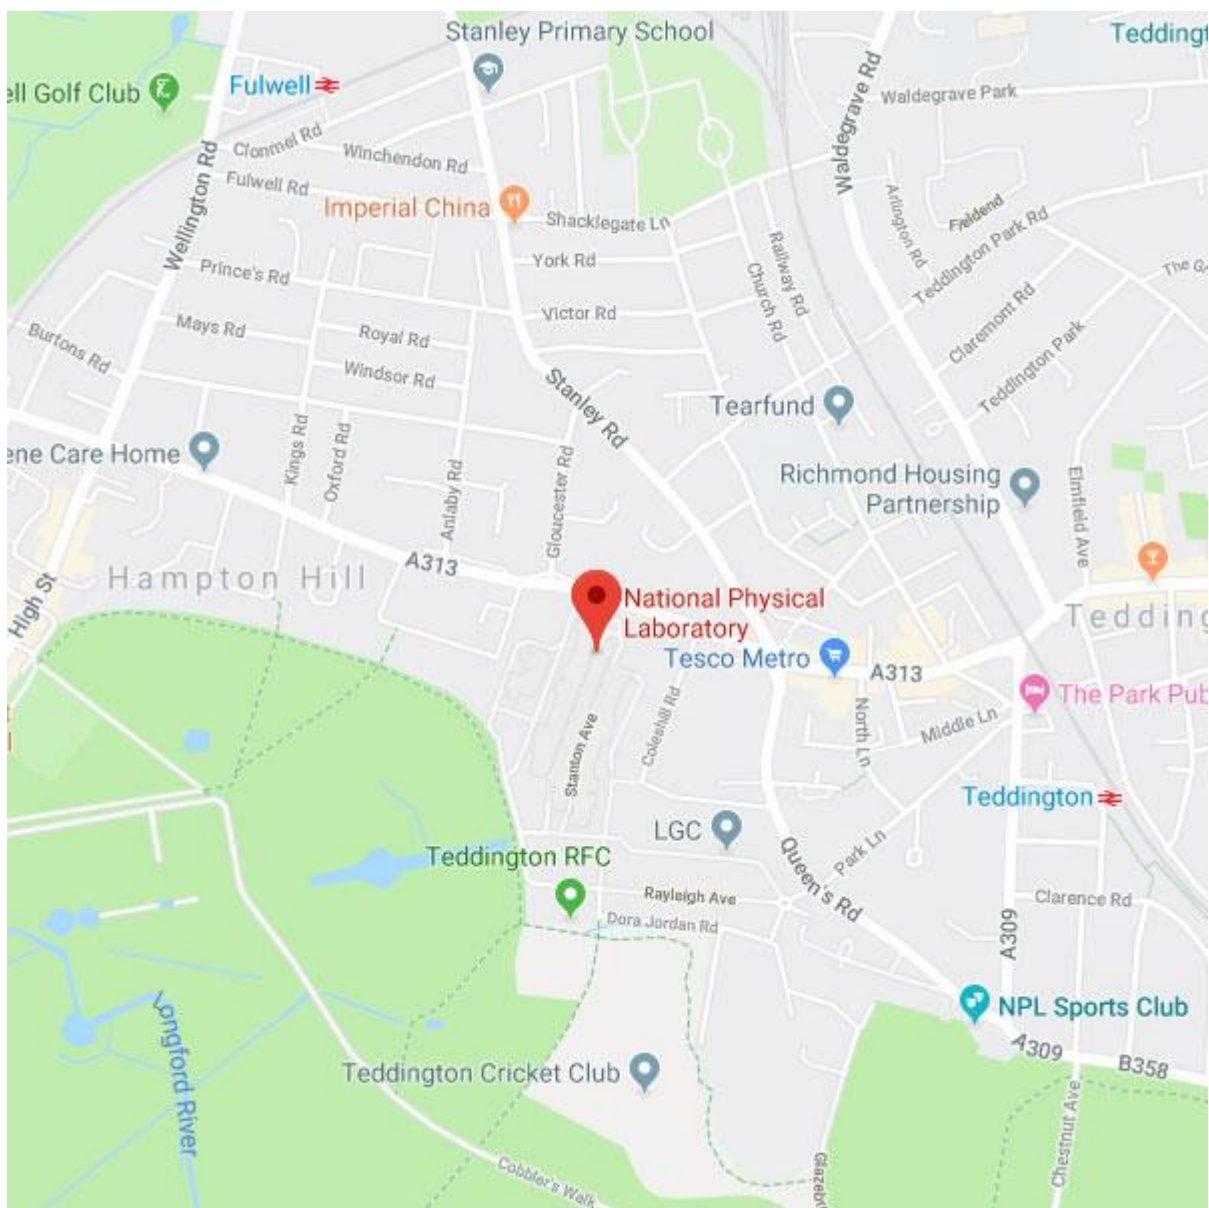 Stanley Primary School
Teddingt
Fulwell
ell Golf Club
Waldegrave Rd
Waldegrave Park
Clonmel Rd
Winchendon Rd
Wellington Rd
Fulwell Rd
Imperial China
Shacklegate Ln
Arlington Rd
Fieldend
Teddington Park Rd
York Rd
Railway Rd
Church Rd
Prince's Rd
The G
Victor Rd
Claremont Rd
Mays Rd
Royal Rd
Burtons Rd
Windsor Rd
Teddington Park
Stanley Rd
Tearfund
Kings Rd
Oxford Rd
ene Care Home
Anlaby Rd
Gloucester Rd
Richmond Housing
Partnership
Elmfield Ave
A313
Hampton Hill
High St
National Physical
Laboratory
Tedding
Tesco Metro
A313
The Park Pub
Coleshill Rd
North Ln
Middle Ln
Stanton Ave
Teddington
LGC
Park Ln
Teddington RFC
Queen's Rd
Rayleigh Ave
Clarence Rd
Dora Jordan Rd
A309
NPL Sports Club
Longford River
A309
B358
Teddington Cricket Club
Chestnut Ave
Cobbler's Walk